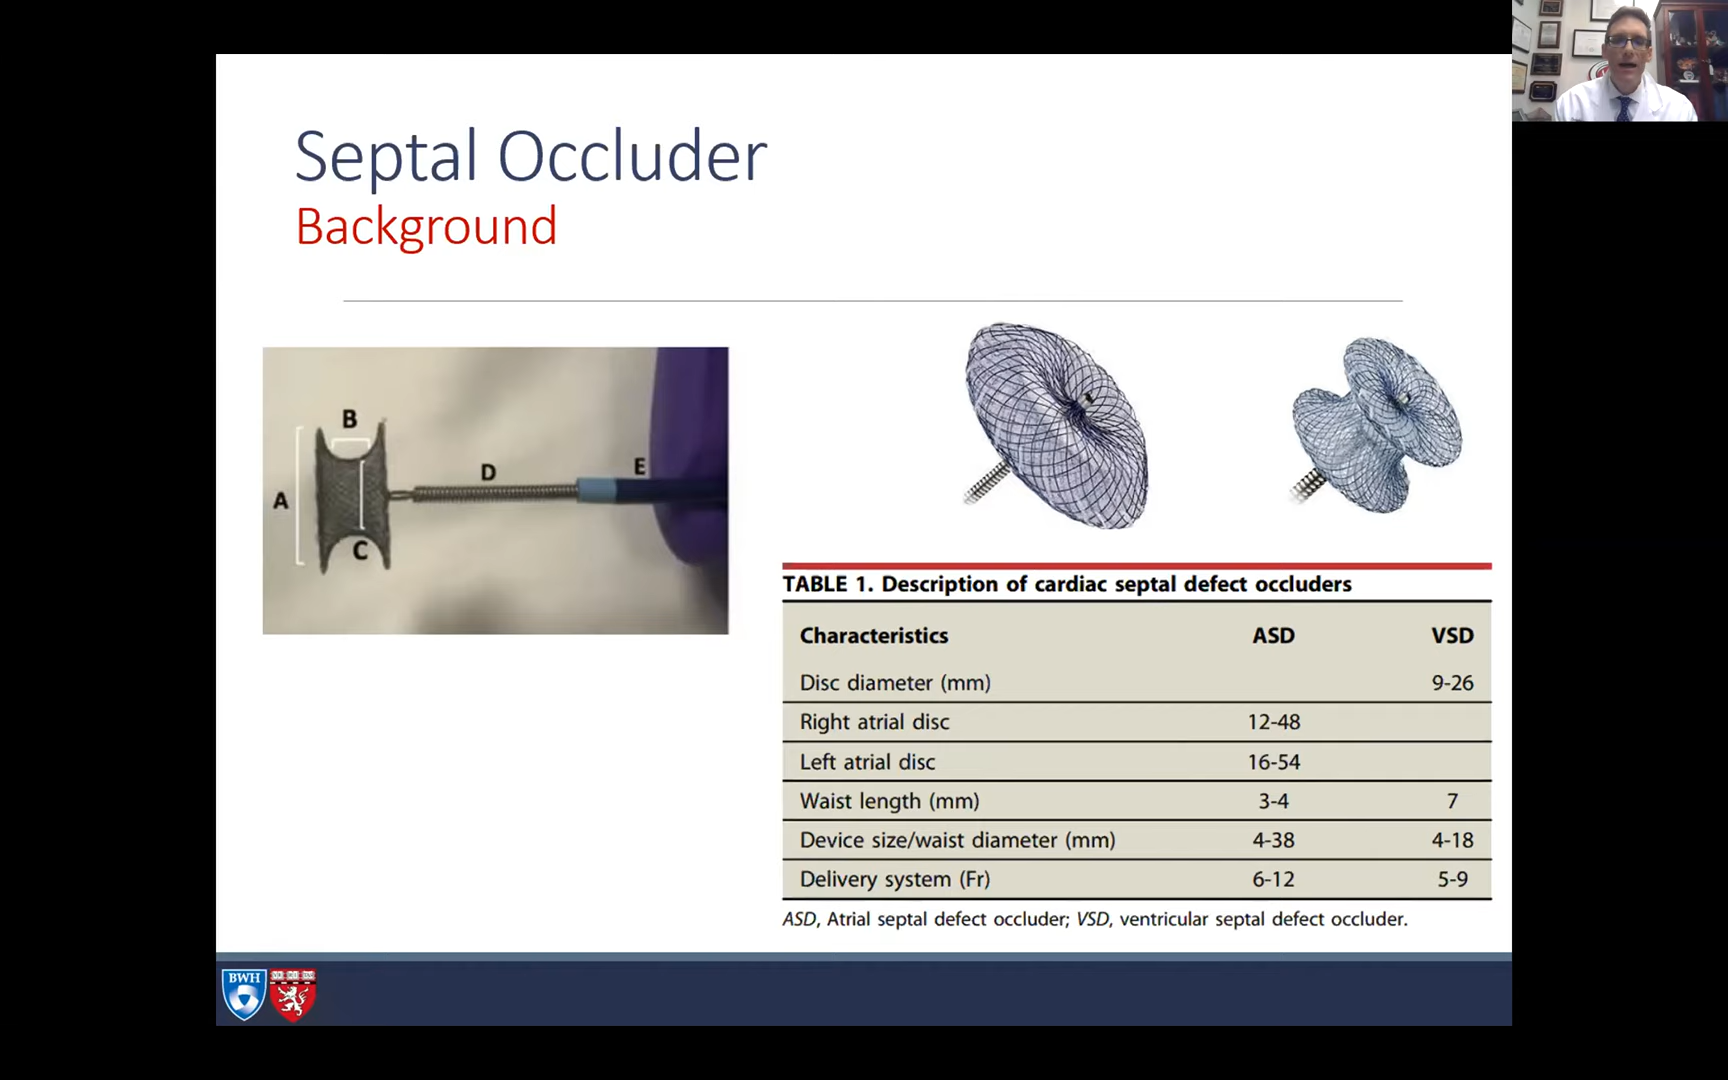 Septal Occluder
Background
B
A
C
D
E
TABLE 1. Description of cardiac septal defect occluders
Characteristics ASD VSD
Disc diameter (mm) 9-26
Right atrial disc 12-48
Left atrial disc 16-54
Waist length (mm) 3-4 7
Device size/waist diameter (mm) 4-38 4-18
Delivery system (Fr) 6-12 5-9
ASD, Atrial septal defect occluder; VSD, ventricular septal defect occluder.
BWH